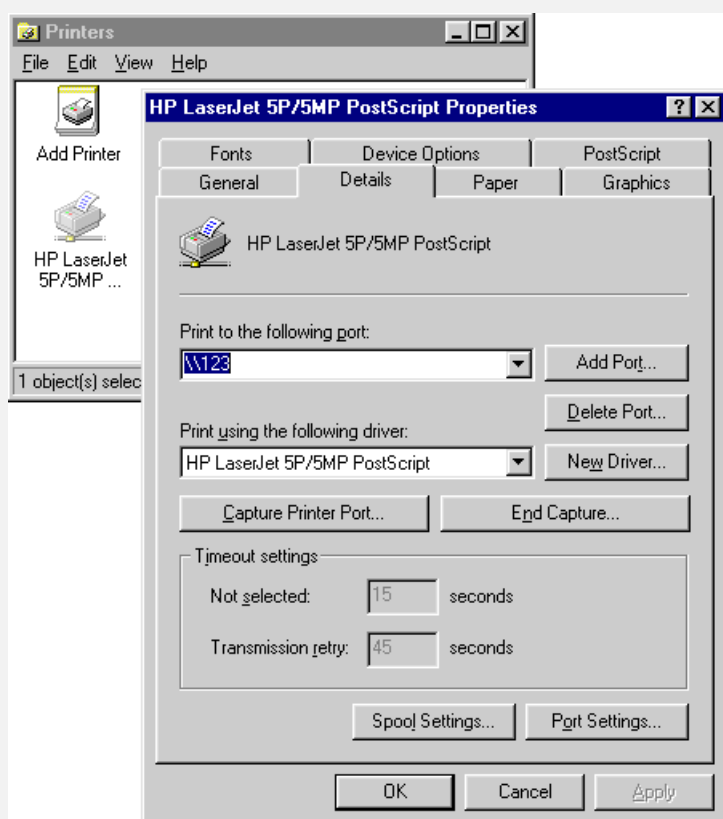 Printers
File Edit View Help
Add Printer
HP LaserJet
5P/5MP ...
1 object(s) selec
HP LaserJet 5P/5MP PostScript Properties
Fonts Device Options PostScript
General Details Paper Graphics
HP LaserJet 5P/5MP PostScript
Print to the following port:
\\123 Add Port...
Delete Port...
Print using the following driver:
HP LaserJet 5P/5MP PostScript New Driver...
Capture Printer Port... End Capture...
Timeout settings
Not selected: 15 seconds
Transmission retry: 45 seconds
Spool Settings... Port Settings...
OK Cancel Apply